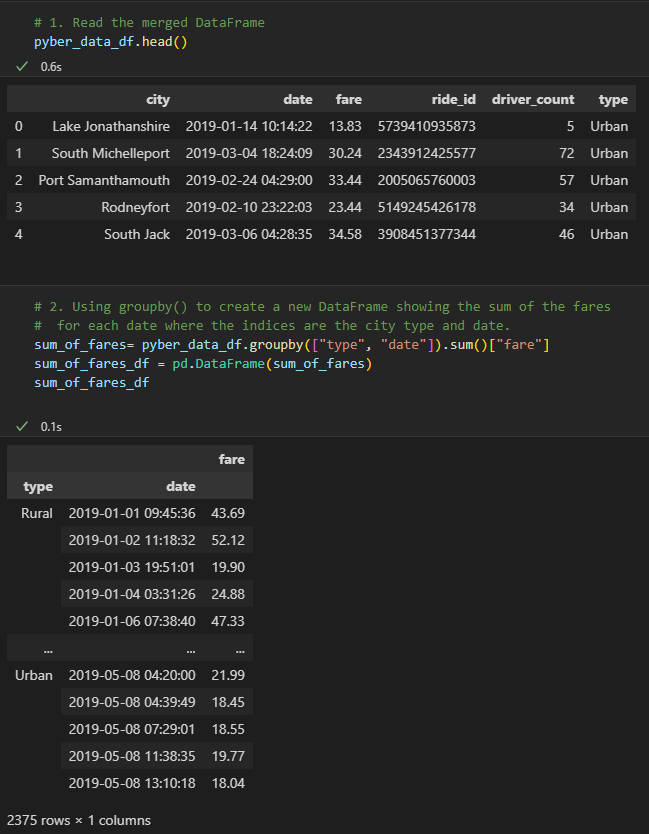 # 1. Read the merged DataFrame
pyber_data_df.head()
0.6s
city date fare ride_id driver_count type
0 Lake Jonathanshire 2019-01-14 10:14:22 13.83 5739410935873 5 Urban
1 South Michelleport 2019-03-04 18:24:09 30.24 2343912425577 72 Urban
2 Port Samanthamouth 2019-02-24 04:29:00 33.44 2005065760003 57 Urban
3 Rodneyfort 2019-02-10 23:22:03 23.44 5149245426178 34 Urban
4 South Jack 2019-03-06 04:28:35 34.58 3908451377344 46 Urban
# 2. Using groupby() to create a new DataFrame showing the sum of the fares
#  for each date where the indices are the city type and date.
sum_of_fares= pyber_data_df.groupby(["type", "date"]).sum()["fare"]
sum_of_fares_df = pd.DataFrame(sum_of_fares)
sum_of_fares_df
0.1s
fare
type date
Rural 2019-01-01 09:45:36 43.69
2019-01-02 11:18:32 52.12
2019-01-03 19:51:01 19.90
2019-01-04 03:31:26 24.88
2019-01-06 07:38:40 47.33
... ... ...
Urban 2019-05-08 04:20:00 21.99
2019-05-08 04:39:49 18.45
2019-05-08 07:29:01 18.55
2019-05-08 11:38:35 19.77
2019-05-08 13:10:18 18.04
2375 rows × 1 columns